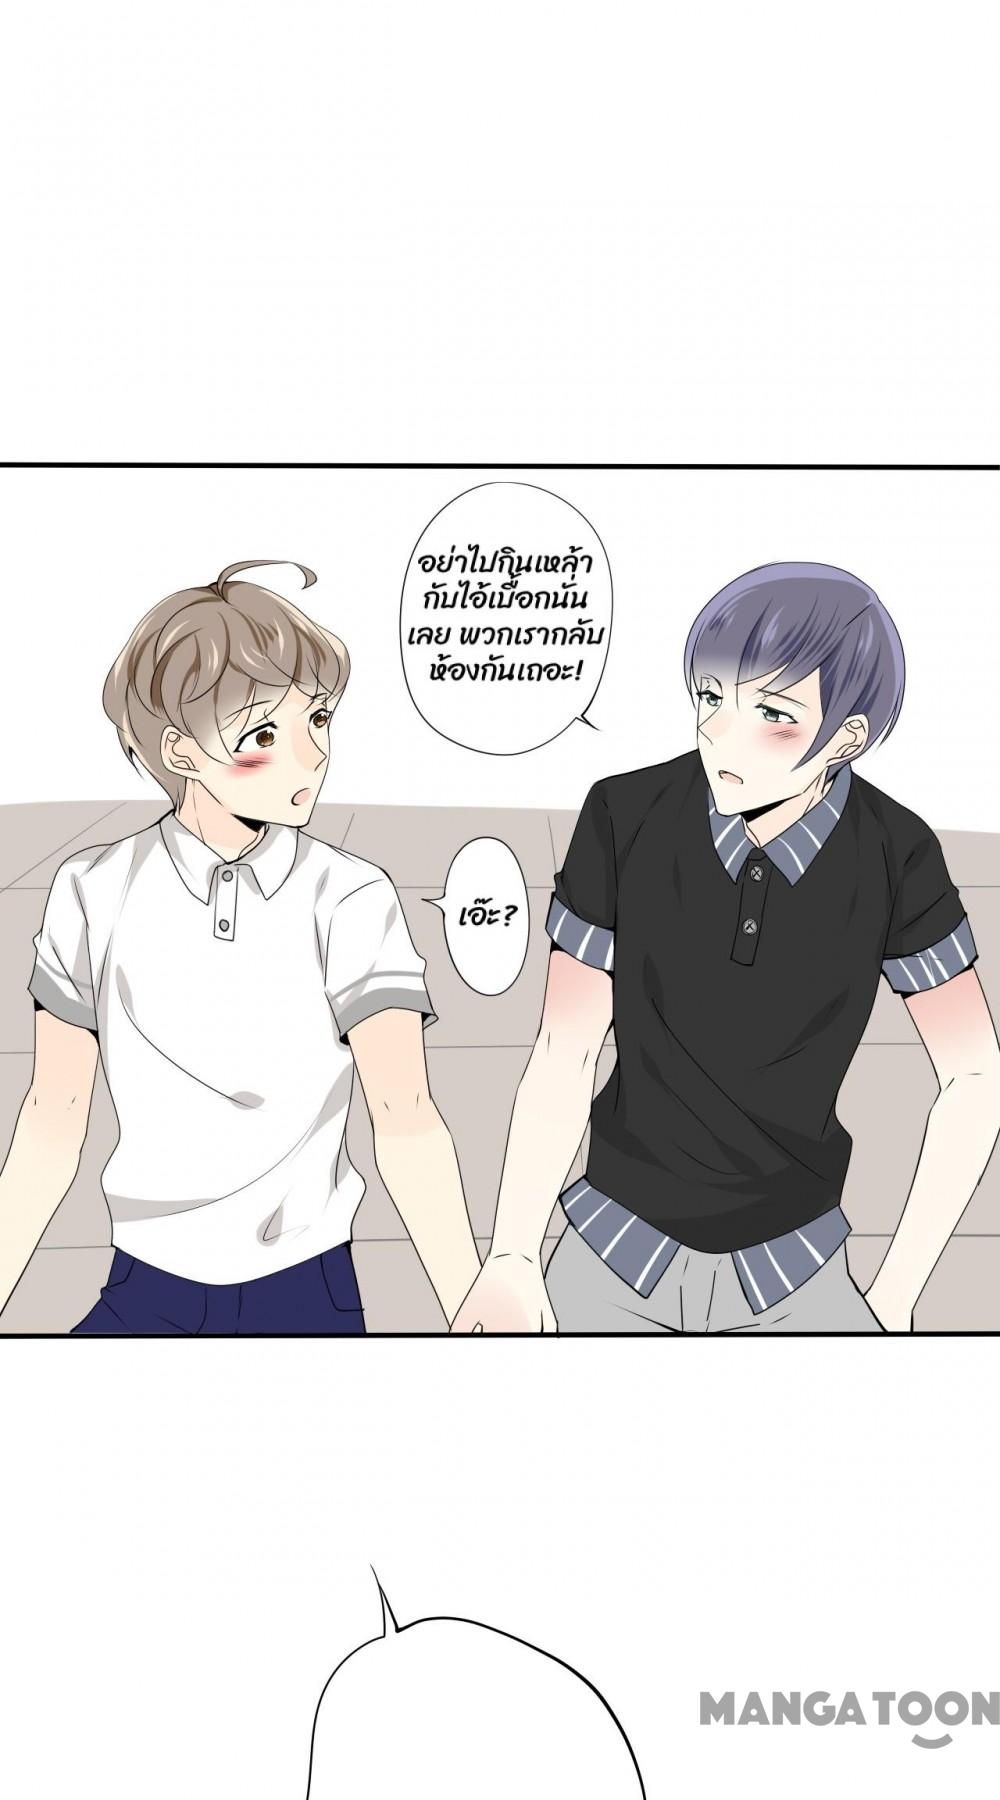 อย่าไปกินเหล้า
กับไอ้เบื๊อกนั่น
เลย พวกเรากลับ
ห้องกันเถอะ!
เอ๊ะ?
MANGATOON